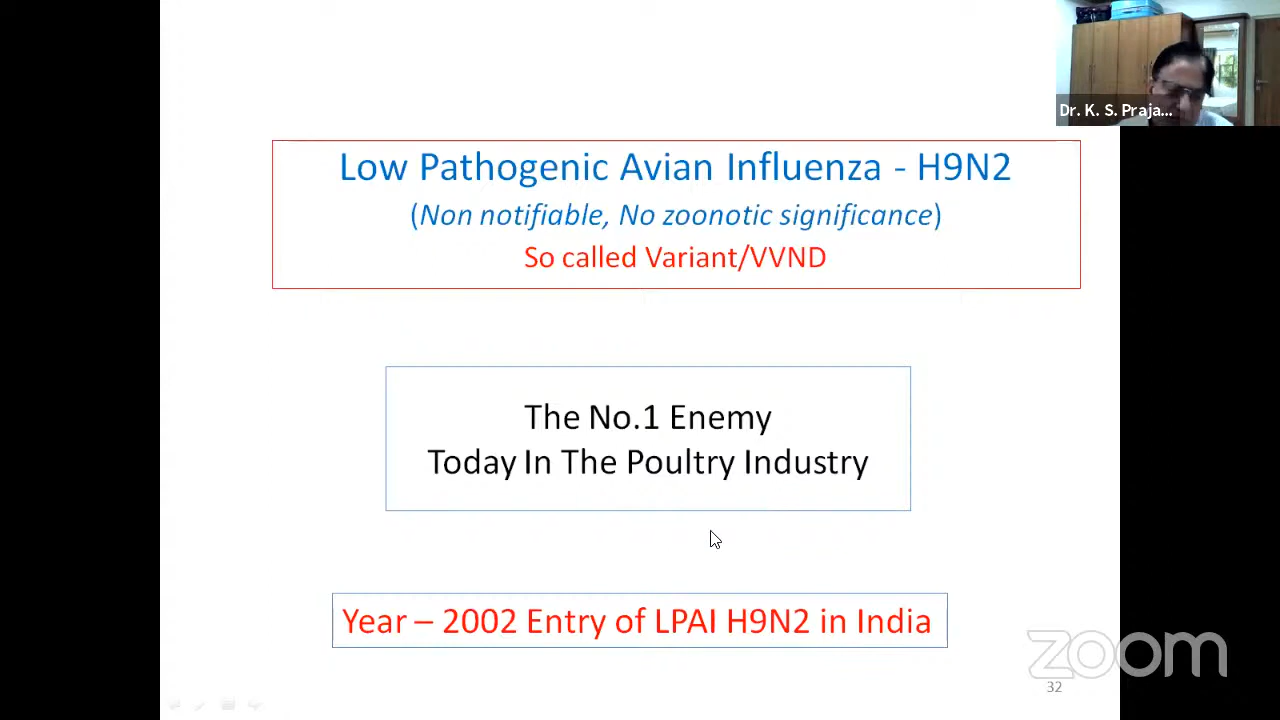 Dr. K. S. Praja...
Low Pathogenic Avian Influenza - H9N2
(Non notifiable, No zoonotic significance)
So called Variant/VVND
The No.1 Enemy
Today In The Poultry Industry
Year – 2002 Entry of LPAI H9N2 in India
zoom
32